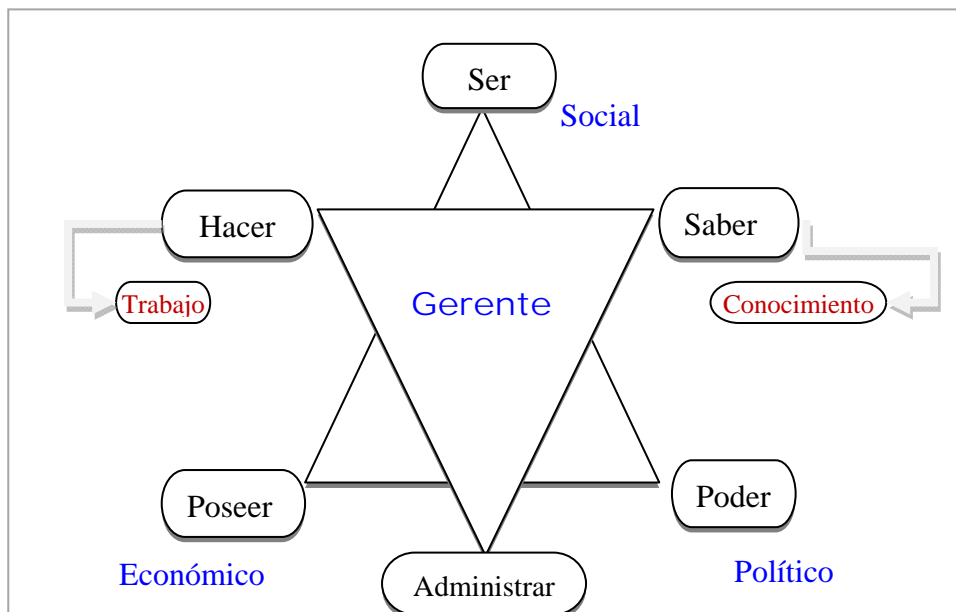 Ser
Social
Hacer
Saber
Trabajo
Gerente
Conocimiento
Poseer
Poder
Económico
Administrar
Político